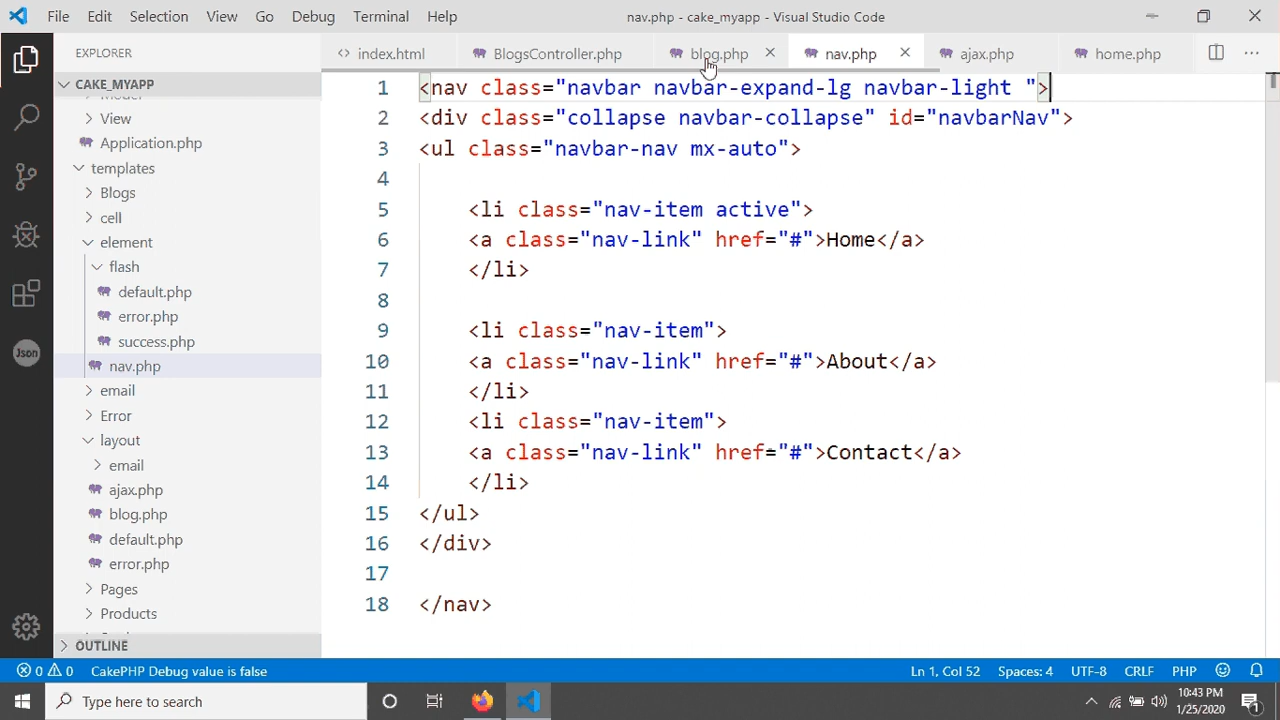 File Edit Selection View Go Debug Terminal Help nav.php - cake_myapp - Visual Studio Code
EXPLORER
index.html BlogsController.php blog.php nav.php ajax.php home.php
CAKE_MYAPP
View
Application.php
templates
Blogs
cell
element
flash
default.php
error.php
success.php
nav.php
email
Error
layout
email
ajax.php
blog.php
default.php
error.php
Pages
Products
OUTLINE
1 <nav class="navbar navbar-expand-lg navbar-light ">
2 <div class="collapse navbar-collapse" id="navbarNav">
3 <ul class="navbar-nav mx-auto">
4
5 <li class="nav-item active">
6 <a class="nav-link" href="#">Home</a>
7 </li>
8
9 <li class="nav-item">
10 <a class="nav-link" href="#">About</a>
11 </li>
12 <li class="nav-item">
13 <a class="nav-link" href="#">Contact</a>
14 </li>
15 </ul>
16 </div>
17
18 </nav>
Json
0 0 CakePHP Debug value is false Ln 1, Col 52 Spaces: 4 UTF-8 CRLF PHP
Type here to search
10:43 PM
1/25/2020
1